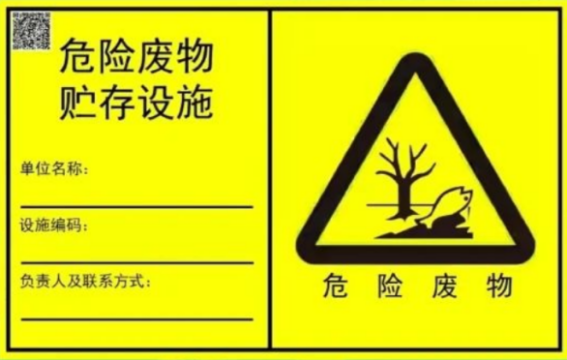 危险废物
贮存设施
单位名称：
设施编码：
负责人及联系方式：
危险废物